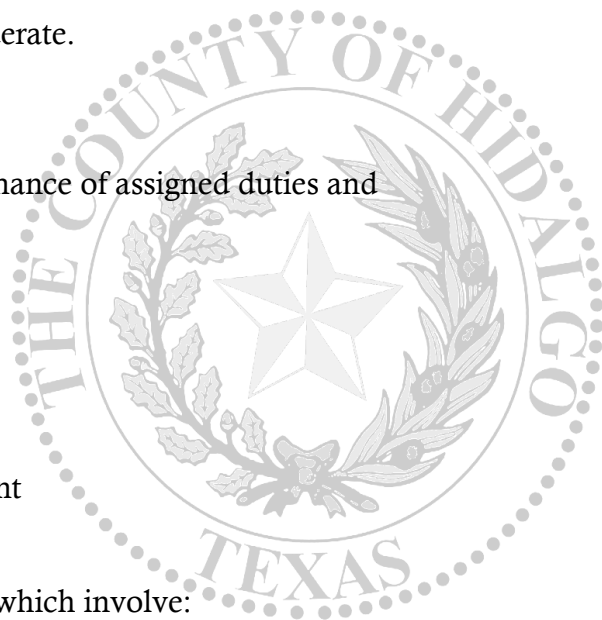 erate.
THE COUNTY OF HIDALGO
nance of assigned duties and
nt
TEXAS
which involve: